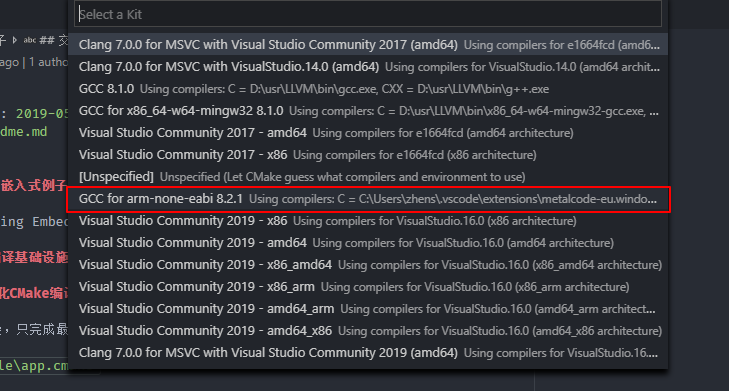 Select a Kit
子 › abc ## 交
Clang 7.0.0 for MSVC with Visual Studio Community 2017 (amd64) Using compilers for e1664fcd (amd6...
ago | 1 autho
Clang 7.0.0 for MSVC with VisualStudio.14.0 (amd64) Using compilers for VisualStudio.14.0 (amd64 archit...
GCC 8.1.0 Using compilers: C = D:\usr\LLVM\bin\gcc.exe, CXX = D:\usr\LLVM\bin\g++.exe
: 2019-05
GCC for x86_64-w64-mingw32 8.1.0 Using compilers: C = D:\usr\LLVM\bin\x86_64-w64-mingw32-gcc.exe, ...
dme.md
Visual Studio Community 2017 - amd64 Using compilers for e1664fcd (amd64 architecture)
Visual Studio Community 2017 - x86 Using compilers for e1664fcd (x86 architecture)
嵌入式例子
[Unspecified] Unspecified (Let CMake guess what compilers and environment to use)
GCC for arm-none-eabi 8.2.1 Using compilers: C = C:\Users\zhens\.vscode\extensions\metalcode-eu.windo...
ing Embed
Visual Studio Community 2019 - x86 Using compilers for VisualStudio.16.0 (x86 architecture)
Visual Studio Community 2019 - amd64 Using compilers for VisualStudio.16.0 (amd64 architecture)
译基础设施
Visual Studio Community 2019 - x86_amd64 Using compilers for VisualStudio.16.0 (x86_amd64 architecture)
Visual Studio Community 2019 - x86_arm Using compilers for VisualStudio.16.0 (x86_arm architecture)
化CMake编译
Visual Studio Community 2019 - amd64_arm Using compilers for VisualStudio.16.0 (amd64_arm architect...
，只完成最
Visual Studio Community 2019 - amd64_x86 Using compilers for VisualStudio.16.0 (amd64_x86 architecture)
Clang 7.0.0 for MSVC with Visual Studio Community 2019 (amd64) Using compilers for VisualStudio.16....
le\app.cm